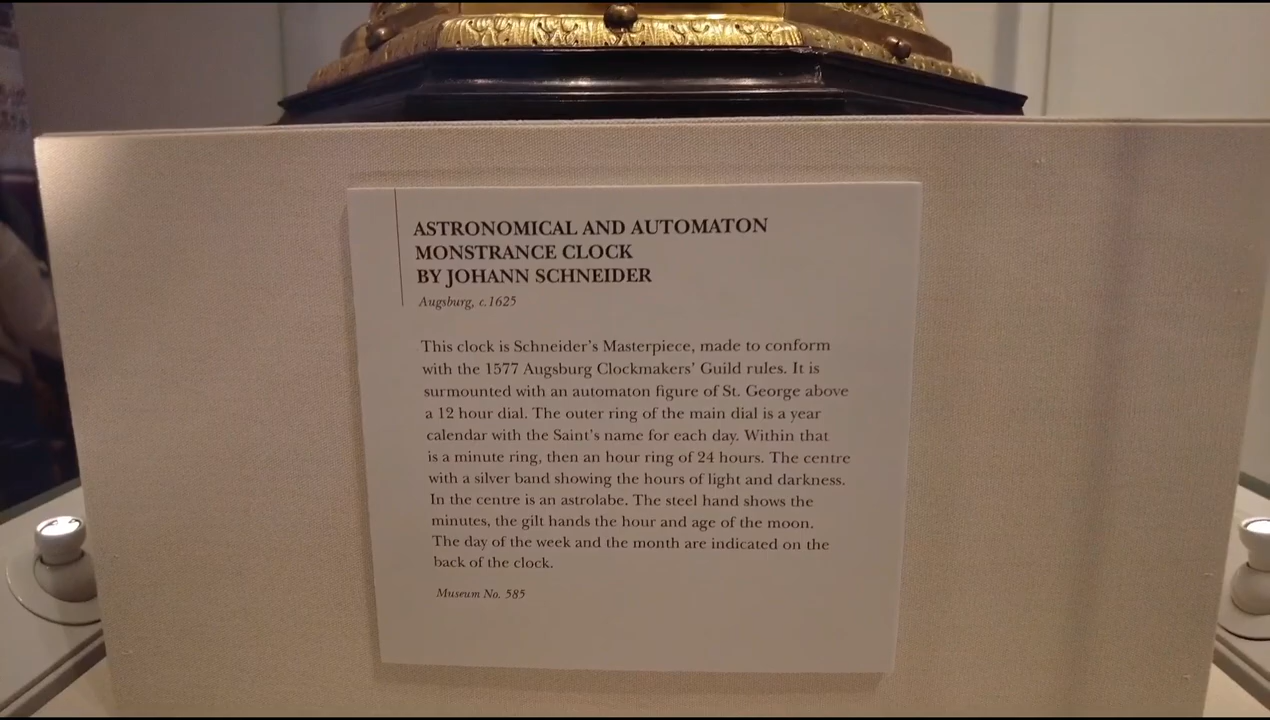 ASTRONOMICAL AND AUTOMATON
MONSTRANCE CLOCK
BY JOHANN SCHNEIDER
Augsburg, c.1625
This clock is Schneider's Masterpiece, made to conform
with the 1577 Augsburg Clockmakers' Guild rules. It is
surmounted with an automaton figure of St. George above
a 12 hour dial. The outer ring of the main dial is a year
calendar with the Saint's name for each day. Within that
is a minute ring, then an hour ring of 24 hours. The centre
with a silver band showing the hours of light and darkness.
In the centre is an astrolabe. The steel hand shows the
minutes, the gilt hands the hour and age of the moon.
The day of the week and the month are indicated on the
back of the clock.
Museum No. 585